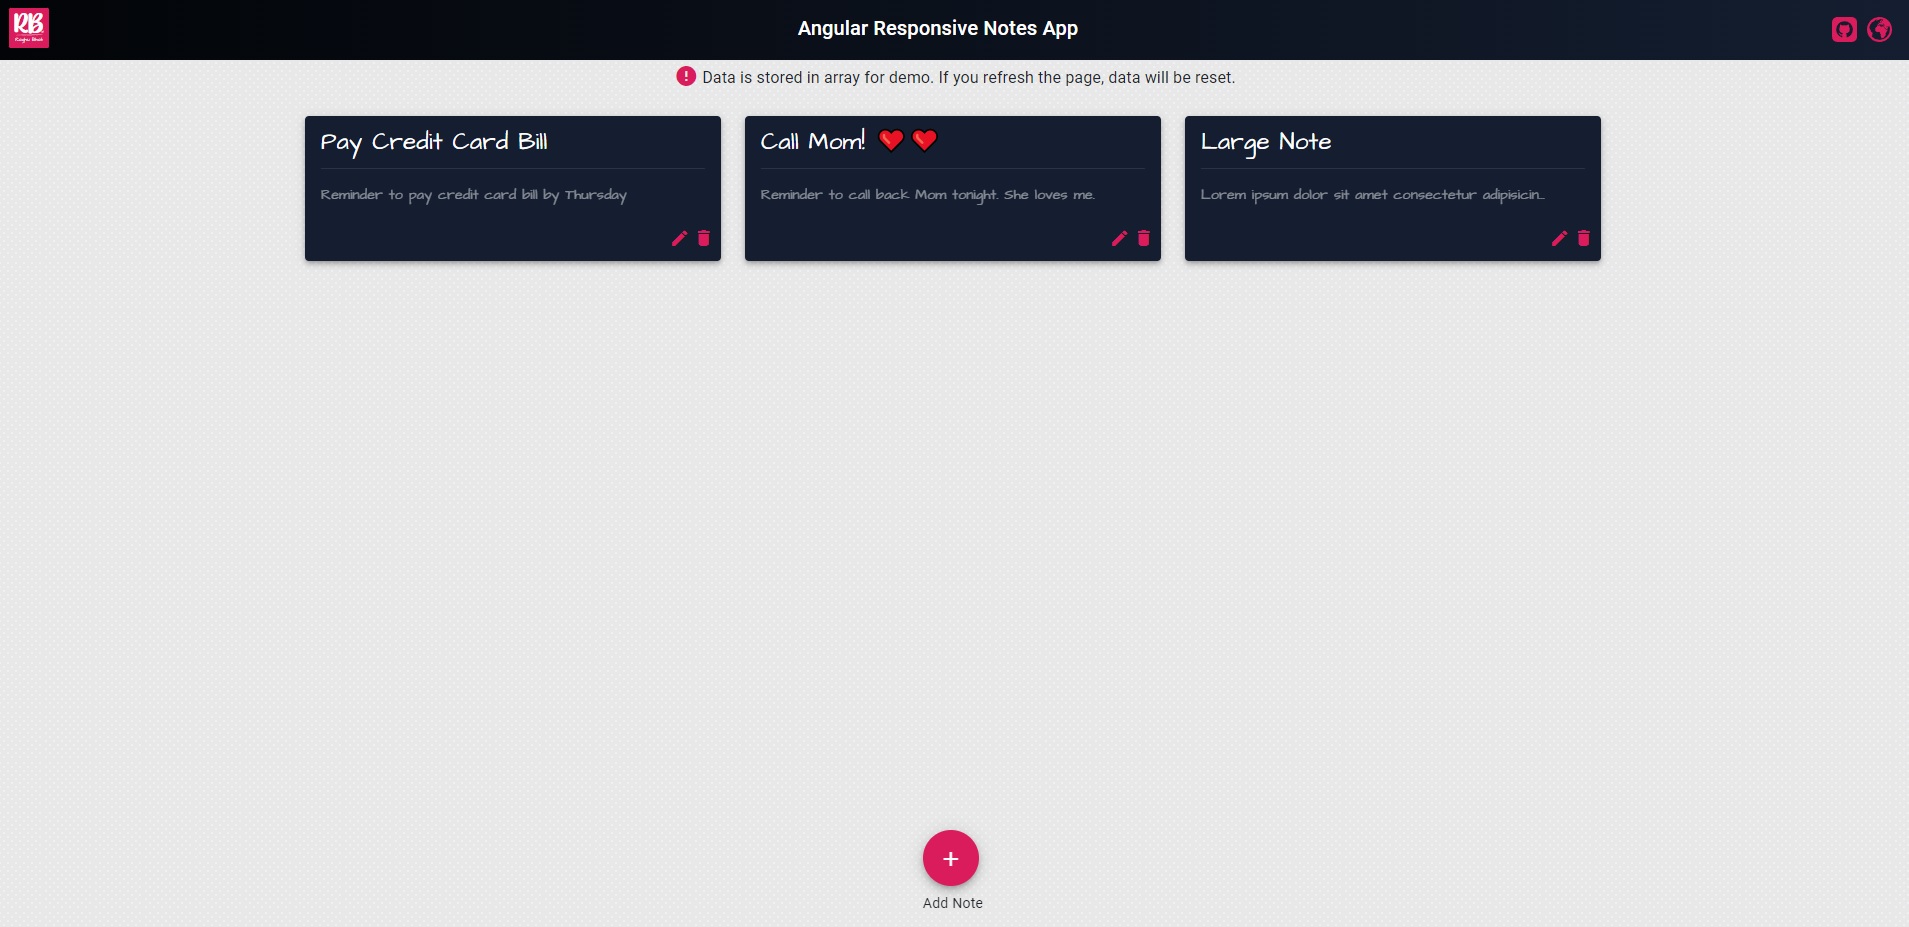 RB
Angular Responsive Notes App
Data is stored in array for demo. If you refresh the page, data will be reset.
Pay Credit Card Bill
Reminder to pay credit card bill by Thursday
Call Mom! ❤️ ❤️
Reminder to call back Mom tonight. She loves me.
Large Note
Lorem ipsum dolor sit amet consectetur adipisicin...
Add Note